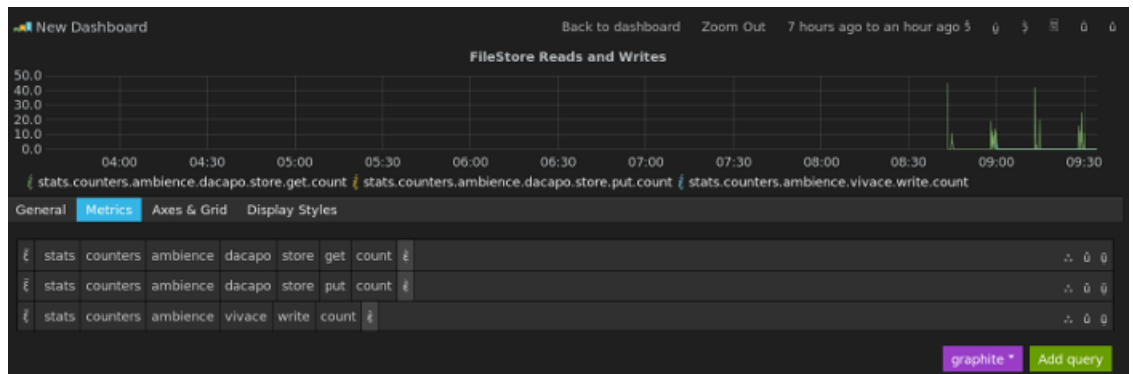 New Dashboard Back to dashboard Zoom Out 7 hours ago to an hour ago
FileStore Reads and Writes
50.0
40.0
30.0
20.0
10.0
0.0
04:00 04:30 05:00 05:30 06:00 06:30 07:00 07:30 08:00 08:30 09:00 09:30
stats.counters.ambience.dacapo.store.get.count stats.counters.ambience.dacapo.store.put.count stats.counters.ambience.vivace.write.count
General Metrics Axes & Grid Display Styles
stats counters ambience dacapo store get count
stats counters ambience dacapo store put count
stats counters ambience vivace write count
graphite Add query